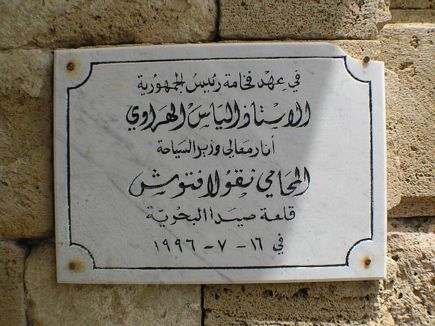 في عهد فخامة رئيس الجمهورية
الاستاذ الياس الهراوي
أنار معالي وزير السياحة
المحامي نقولا فتوش
قلعة صيدا البحرية
في ١٦ - ٧ - ١٩٩٦